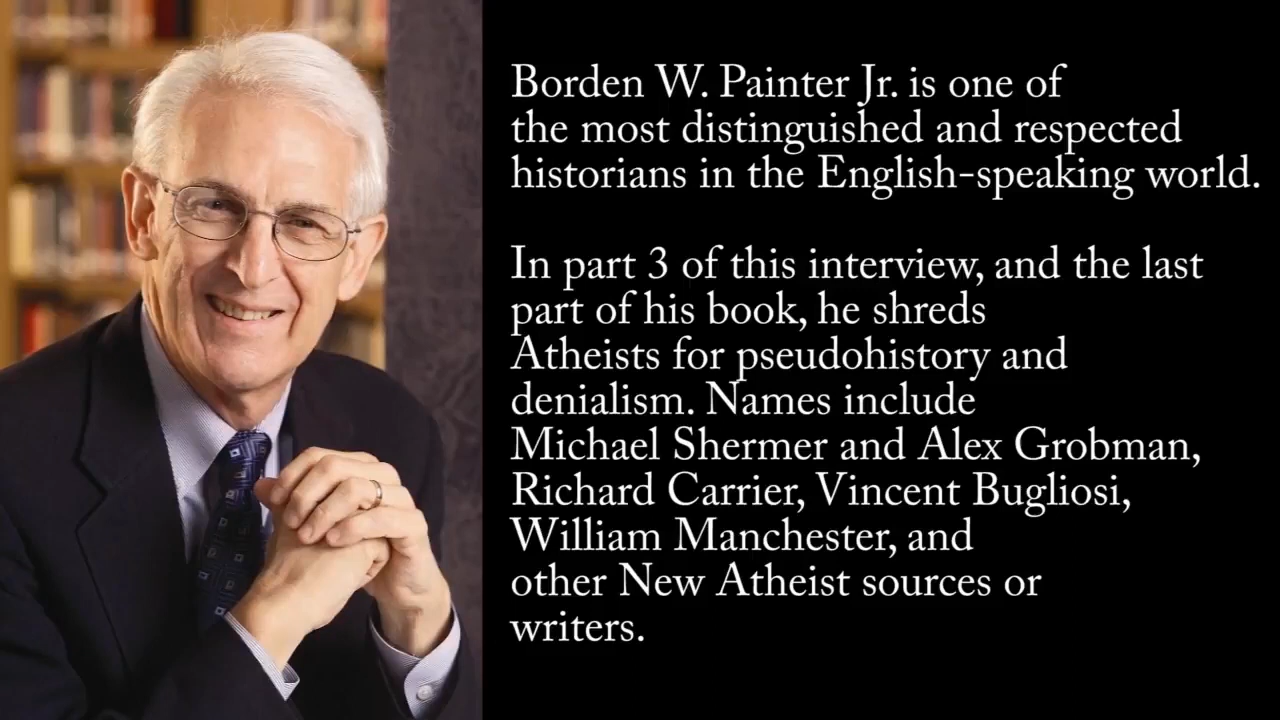 Borden W. Painter Jr. is one of
the most distinguished and respected
historians in the English-speaking world.
In part 3 of this interview, and the last
part of his book, he shreds
Atheists for pseudohistory and
denialism. Names include
Michael Shermer and Alex Grobman,
Richard Carrier, Vincent Bugliosi,
William Manchester, and
other New Atheist sources or
writers.